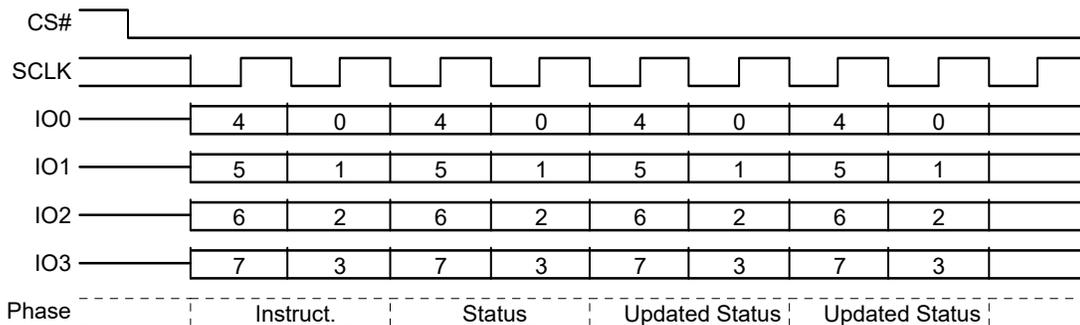 CS#
SCLK
IO0 4 0 4 0 4 0 4 0
IO1 5 1 5 1 5 1 5 1
IO2 6 2 6 2 6 2 6 2
IO3 7 3 7 3 7 3 7 3
Phase Instruct. Status Updated Status Updated Status